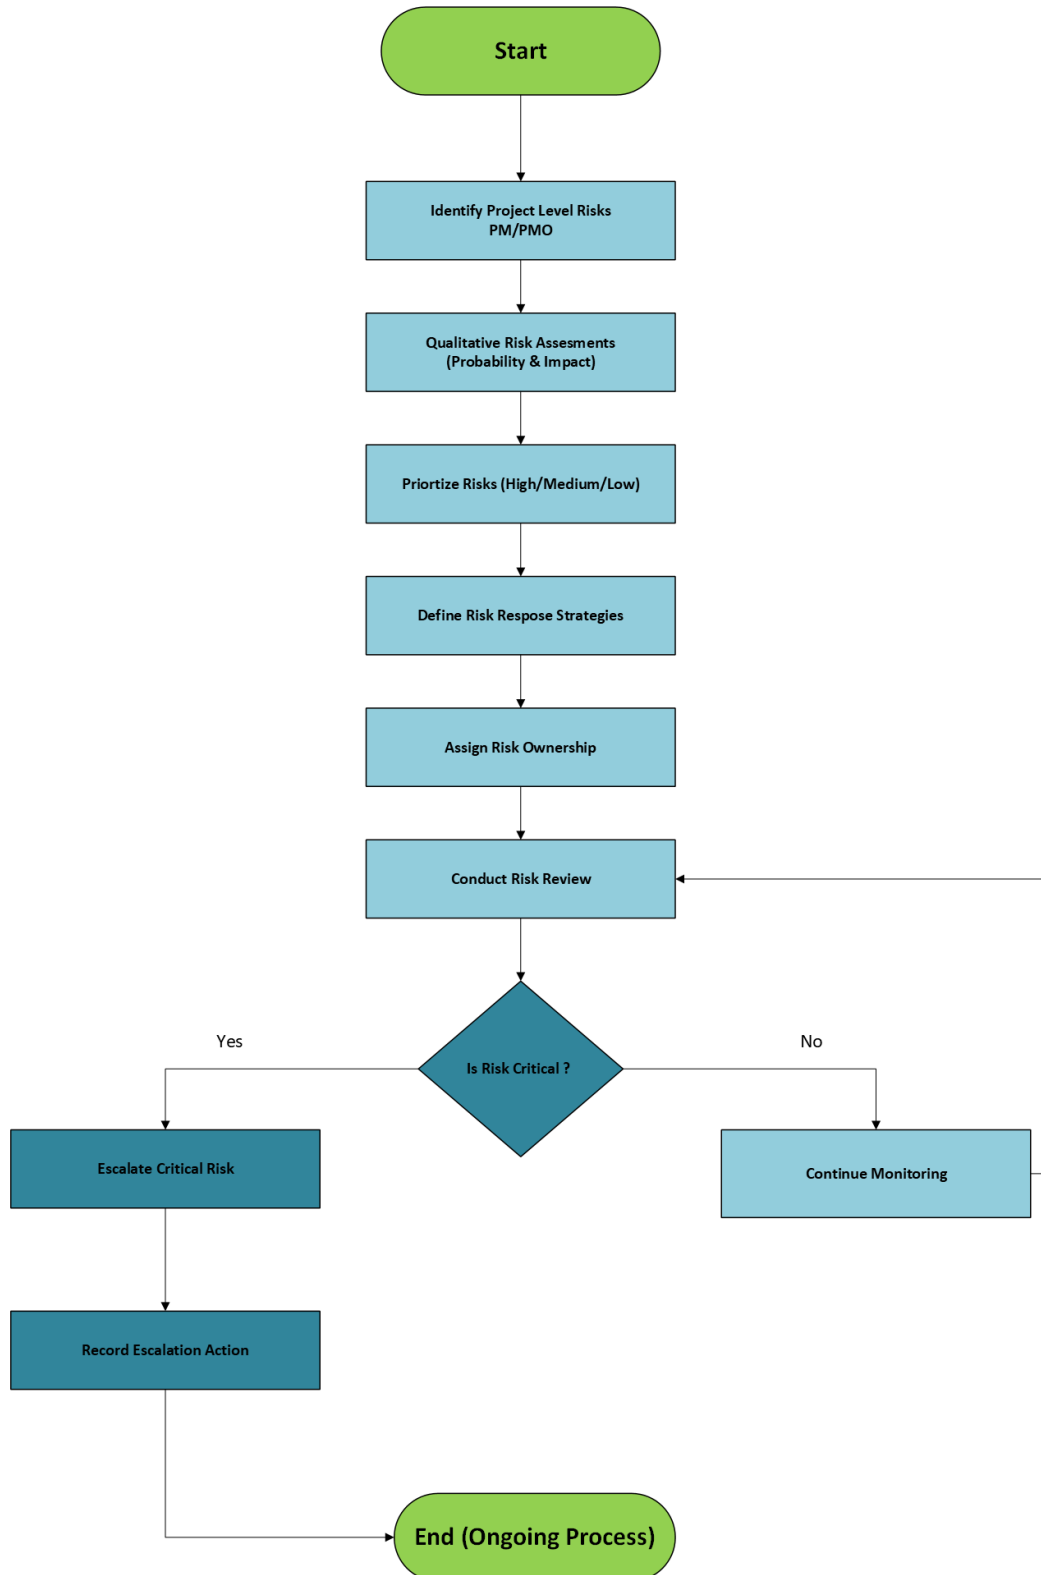 Start
Identify Project Level Risks
PM/PMO
Qualitative Risk Assesments
(Probability & Impact)
Priortize Risks (High/Medium/Low)
Define Risk Respose Strategies
Assign Risk Ownership
Conduct Risk Review
Is Risk Critical ?
Yes
No
Escalate Critical Risk
Continue Monitoring
Record Escalation Action
End (Ongoing Process)